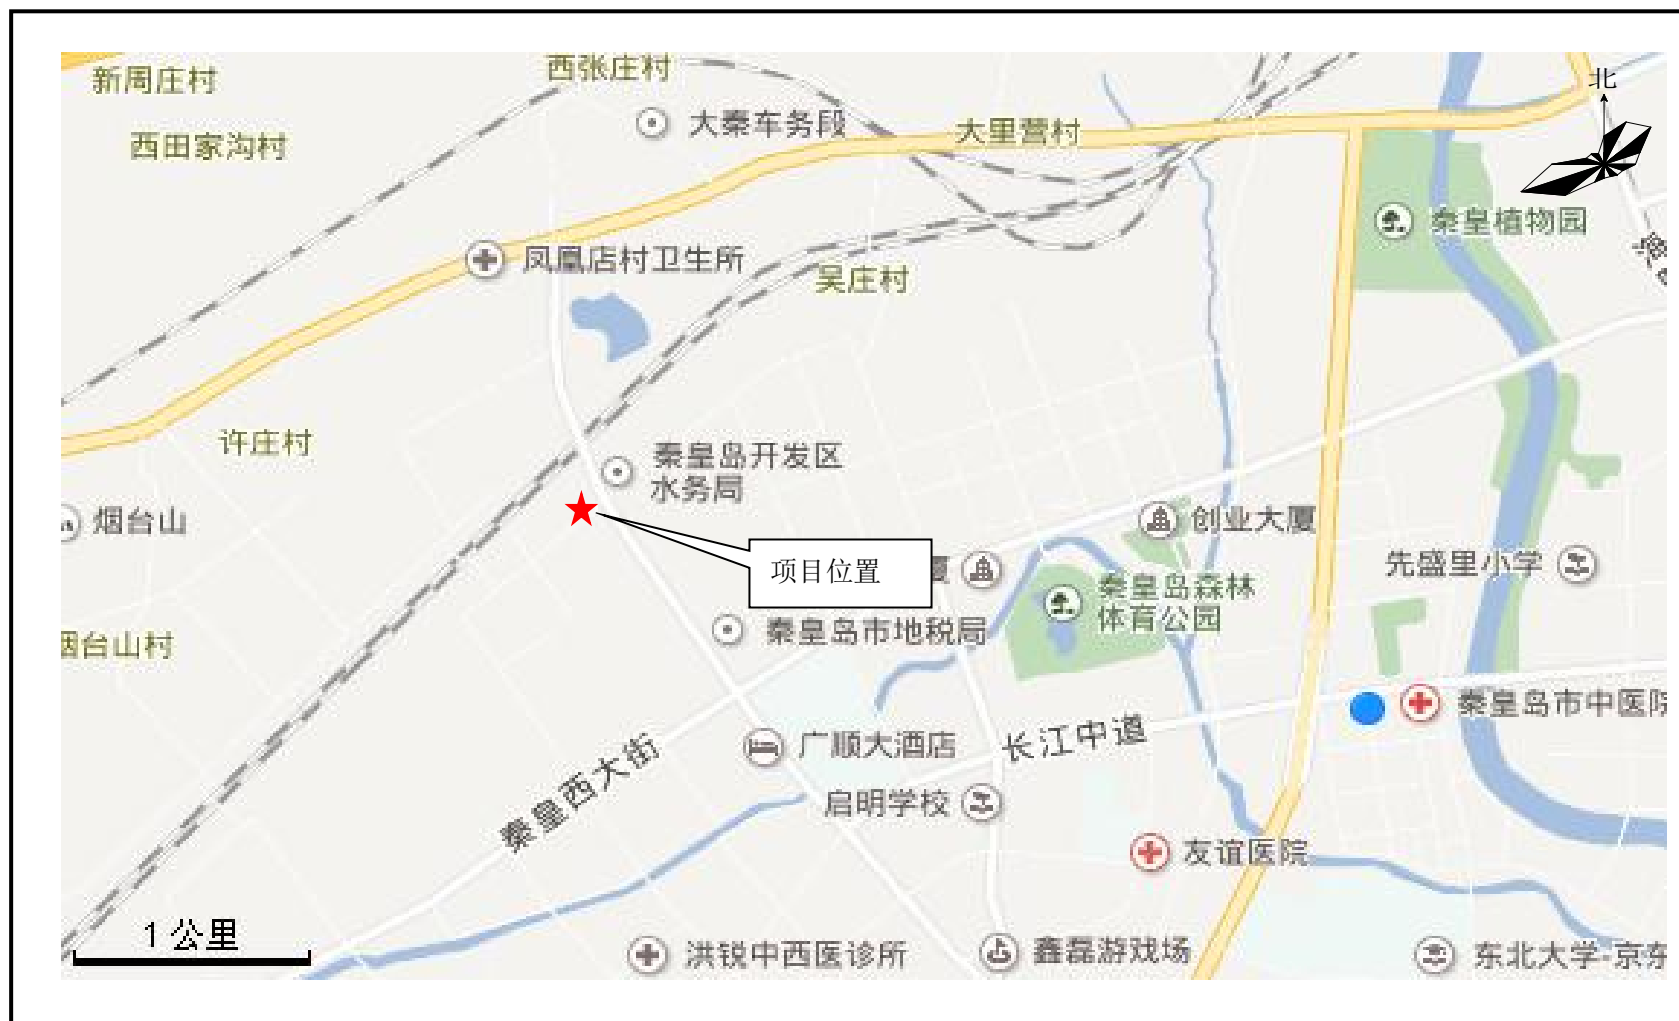 西张庄村
新周庄村
北
大秦车务段
大里营村
西田家沟村
秦皇植物园
凤凰店村卫生所
吴庄村
许庄村
秦皇岛开发区
水务局
烟台山
创业大厦
项目位置
厦
先盛里小学
秦皇岛森林
体育公园
秦皇岛市地税局
烟台山村
秦皇岛市中医院
长江中道
广顺大酒店
秦皇西大街
启明学校
友谊医院
1 公里
洪锐中西医诊所
鑫磊游戏场
东北大学-京东